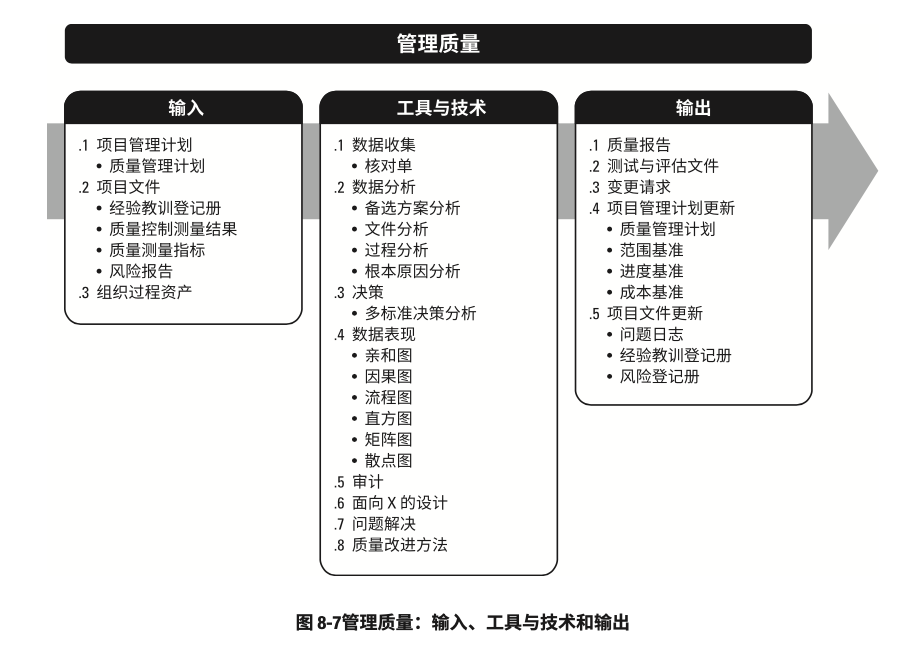 管理质量
输入
.1 项目管理计划
• 质量管理计划
.2 项目文件
• 经验教训登记册
• 质量控制测量结果
• 质量测量指标
• 风险报告
.3 组织过程资产
工具与技术
.1 数据收集
• 核对单
.2 数据分析
• 备选方案分析
• 文件分析
• 过程分析
• 根本原因分析
.3 决策
• 多标准决策分析
.4 数据表现
• 亲和图
• 因果图
• 流程图
• 直方图
• 矩阵图
• 散点图
.5 审计
.6 面向 X 的设计
.7 问题解决
.8 质量改进方法
输出
.1 质量报告
.2 测试与评估文件
.3 变更请求
.4 项目管理计划更新
• 质量管理计划
• 范围基准
• 进度基准
• 成本基准
.5 项目文件更新
• 问题日志
• 经验教训登记册
• 风险登记册
图 8-7管理质量：输入、工具与技术和输出